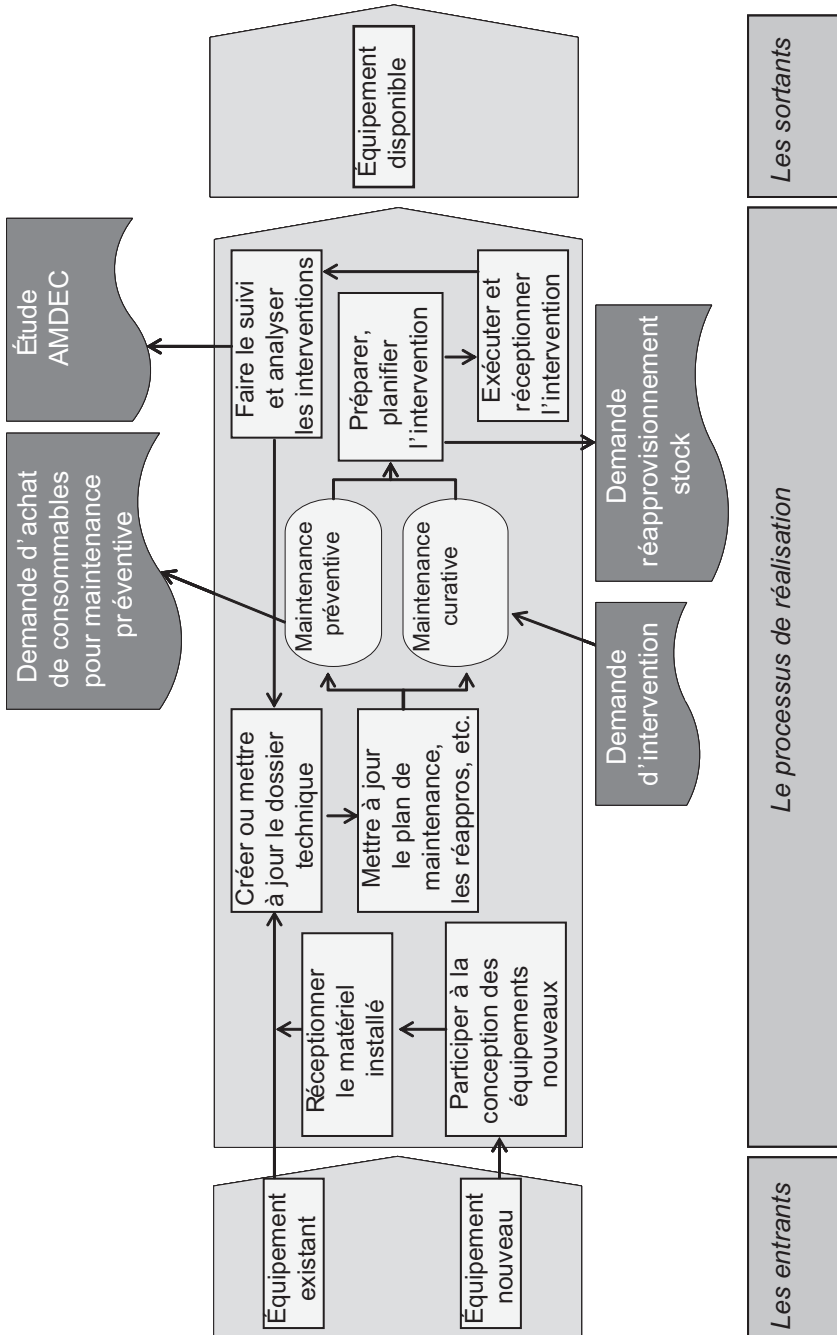 Demande d'achat
de consommables
pour maintenance
préventive
Étude
AMDEC
Équipement
existant
Équipement
nouveau
Réceptionner
le matériel
installé
Participer à la
conception des
équipements
nouveaux
Créer ou mettre
à jour le dossier
technique
Mettre à jour
le plan de
maintenance,
les réappros, etc.
Maintenance
préventive
Maintenance
curative
Faire le suivi
et analyser
les interventions
Préparer,
planifier
l'intervention
Exécuter et
réceptionner
l'intervention
Équipement
disponible
Demande
d'intervention
Demande
réapprovisionnement
stock
Les entrants
Le processus de réalisation
Les sortants